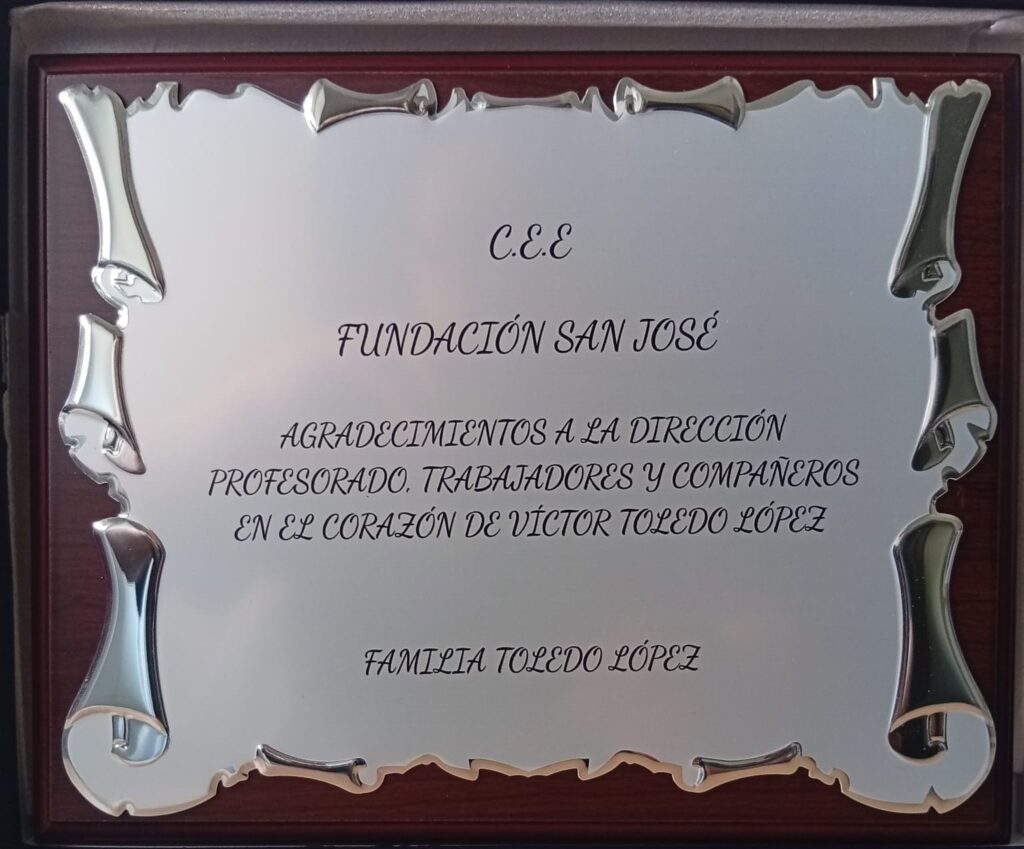 C.E.E
FUNDACIÓN SAN JOSÉ
AGRADECIMIENTOS A LA DIRECCIÓN
PROFESORADO, TRABAJADORES Y COMPAÑEROS
EN EL CORAZÓN DE VÍCTOR TOLEDO LÓPEZ
FAMILIA TOLEDO LÓPEZ